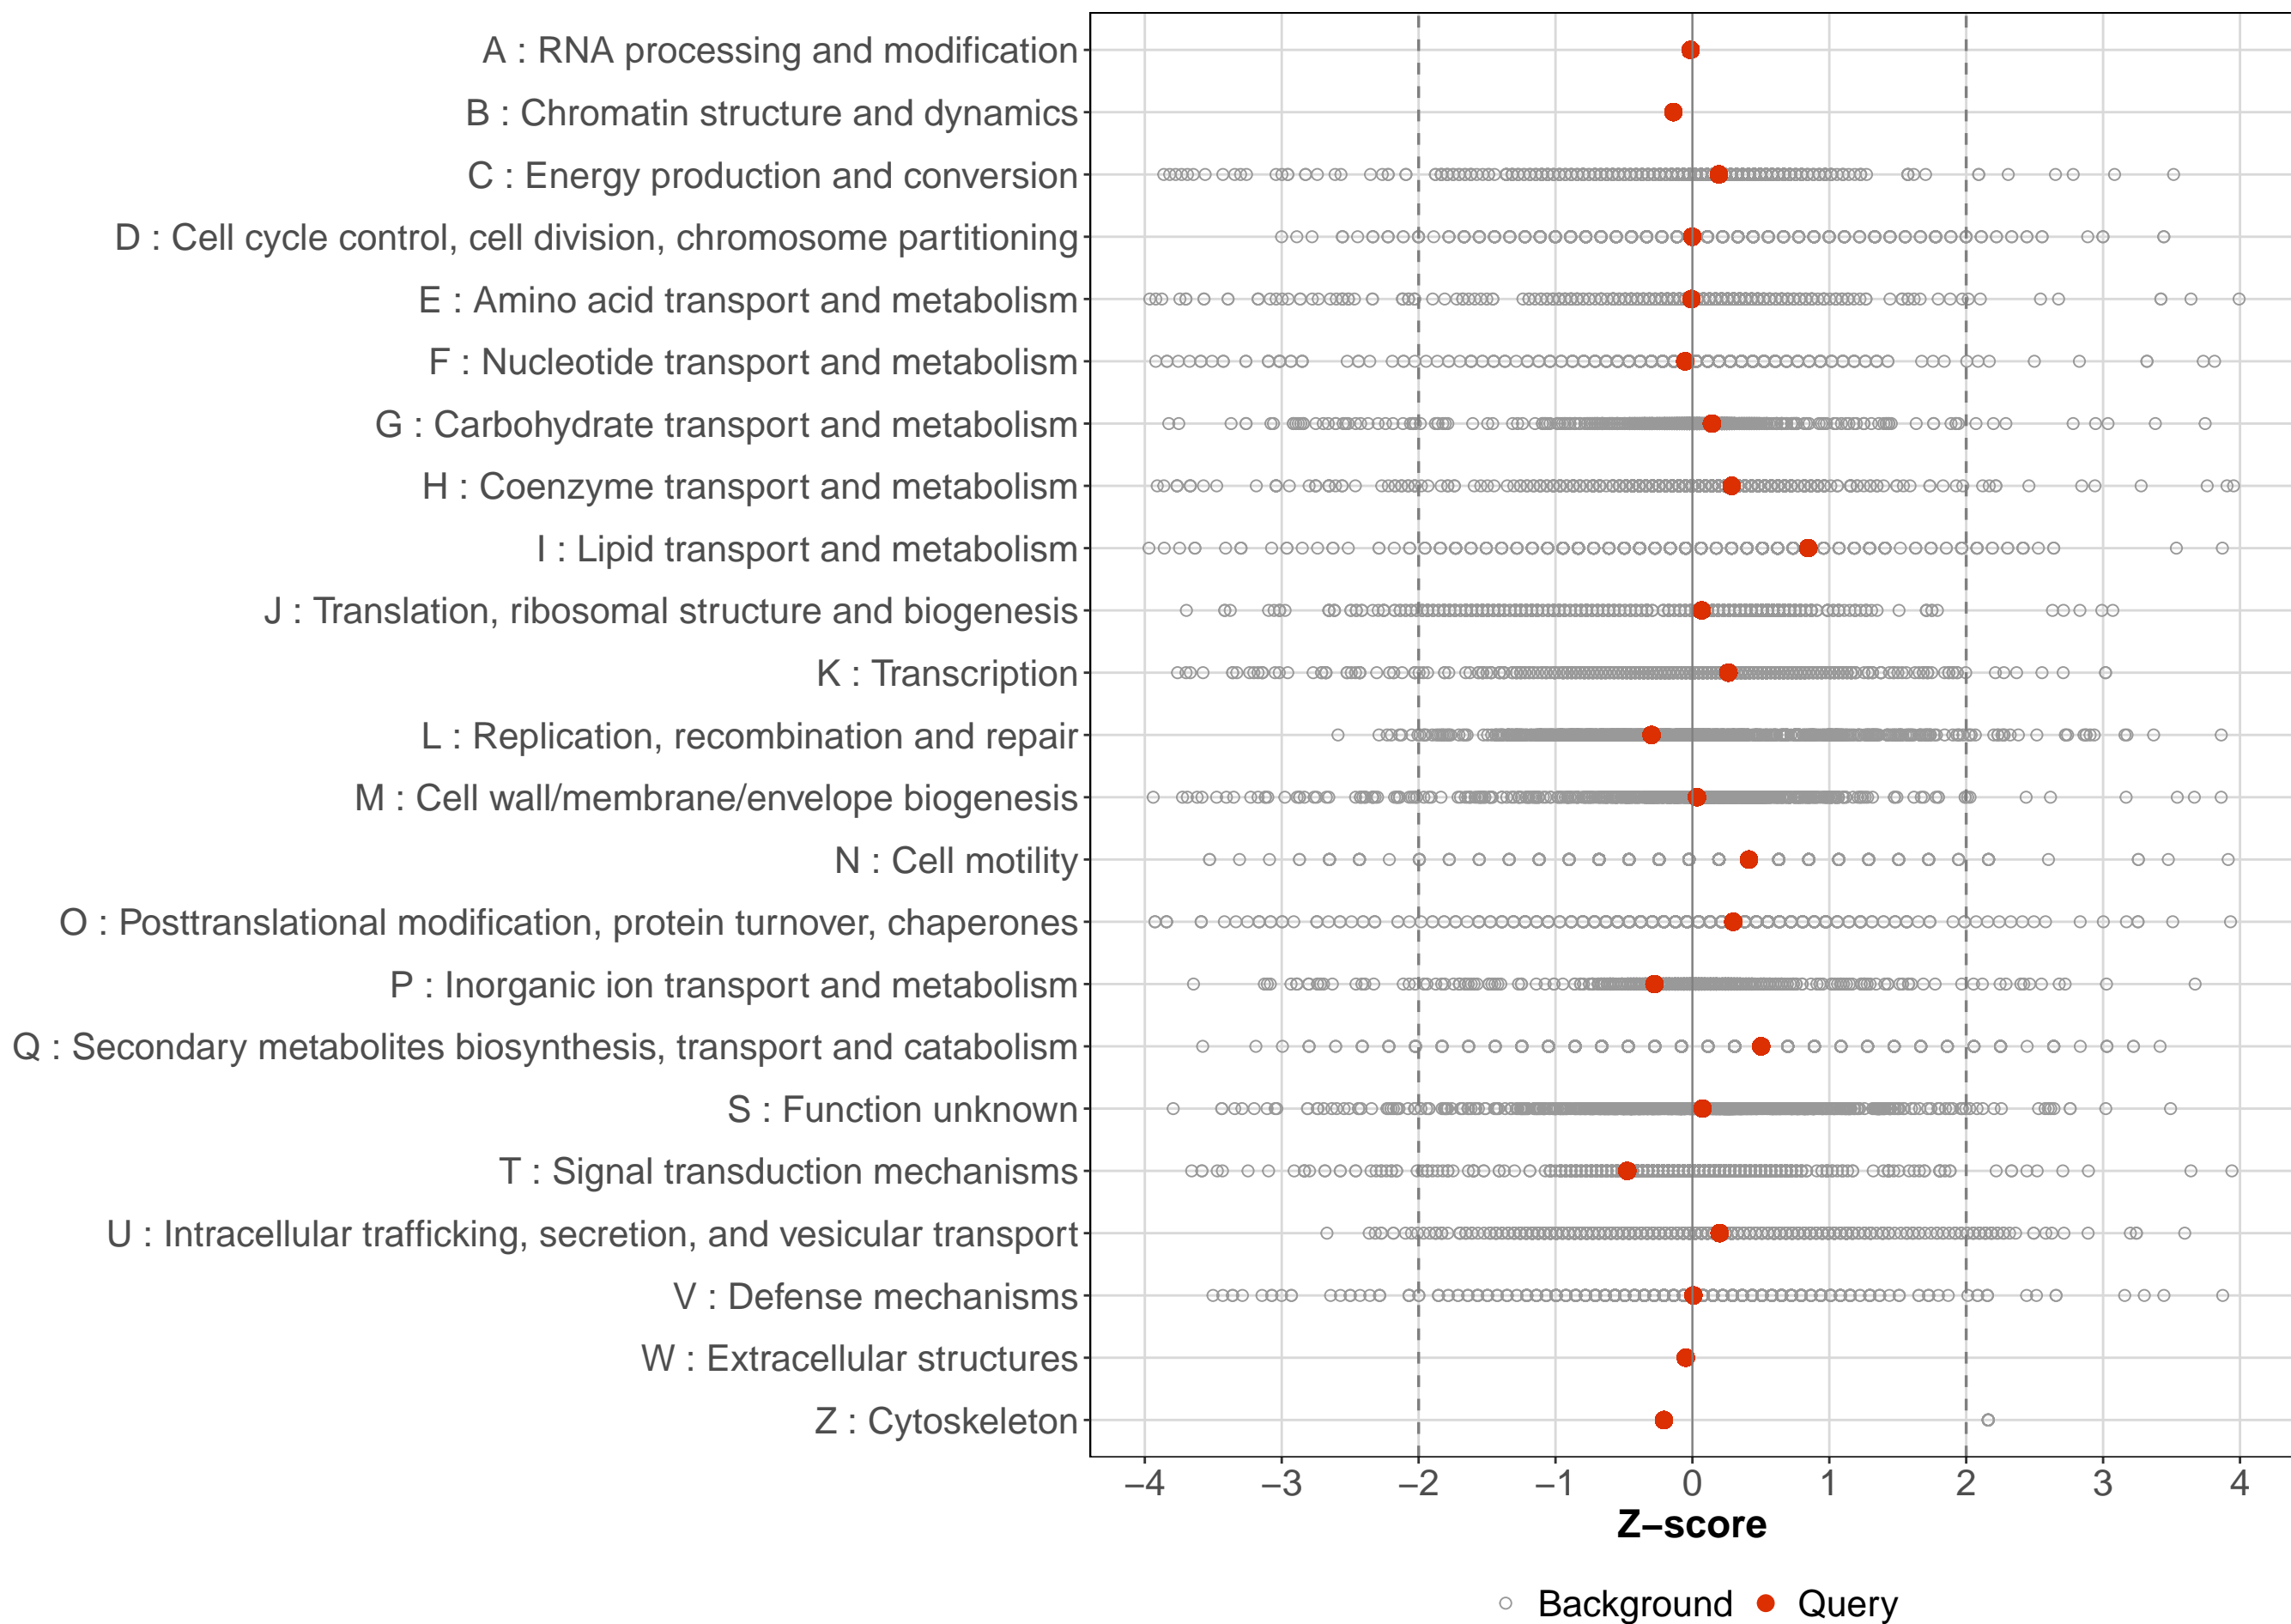 A : RNA processing and modification
B : Chromatin structure and dynamics
C : Energy production and conversion
D : Cell cycle control, cell division, chromosome partitioning
E : Amino acid transport and metabolism
F : Nucleotide transport and metabolism
G : Carbohydrate transport and metabolism
H : Coenzyme transport and metabolism
I : Lipid transport and metabolism
J : Translation, ribosomal structure and biogenesis
K : Transcription
L : Replication, recombination and repair
M : Cell wall/membrane/envelope biogenesis
N : Cell motility
O : Posttranslational modification, protein turnover, chaperones
P : Inorganic ion transport and metabolism
Q : Secondary metabolites biosynthesis, transport and catabolism
S : Function unknown
T : Signal transduction mechanisms
U : Intracellular trafficking, secretion, and vesicular transport
V : Defense mechanisms
W : Extracellular structures
Z : Cytoskeleton
−4 −3 −2 −1 0 1 2 3 4
Z−score
Background Query